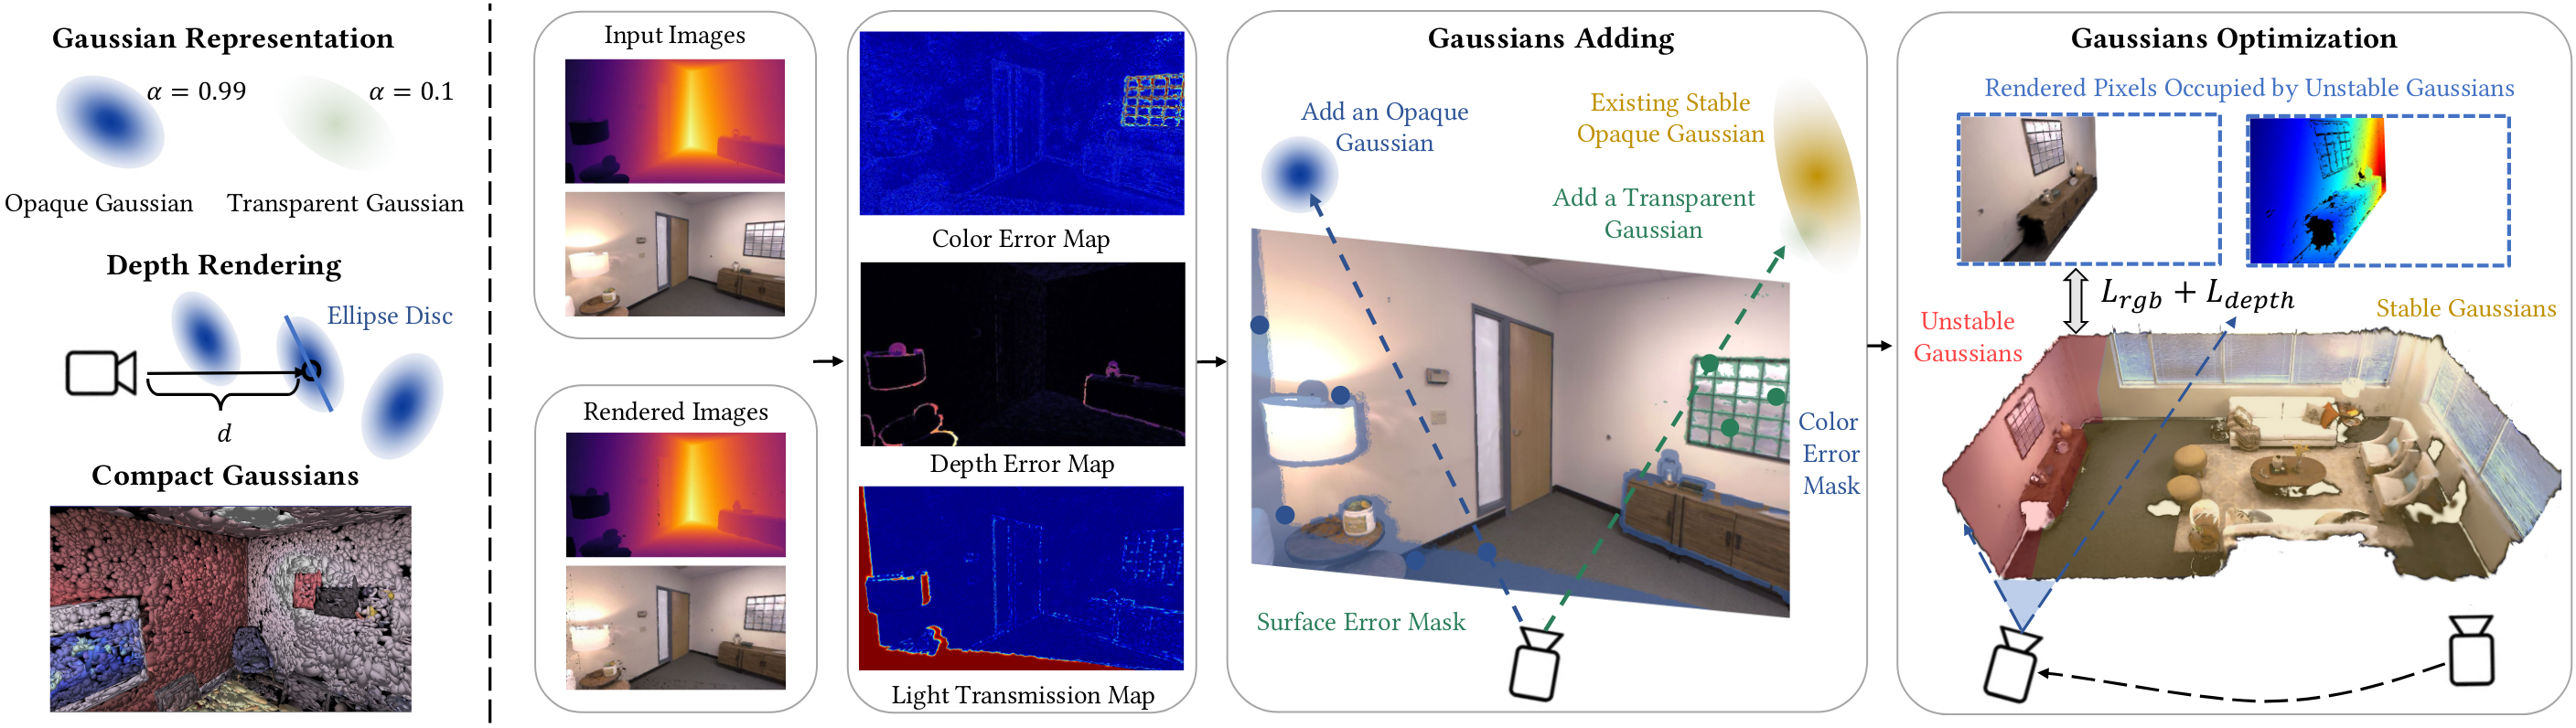 Gaussian Representation
α = 0.99
α = 0.1
Opaque Gaussian
Transparent Gaussian
Depth Rendering
Ellipse Disc
d
Compact Gaussians
Input Images
Rendered Images
Color Error Map
Depth Error Map
Light Transmission Map
Gaussians Adding
Add an Opaque
Gaussian
Existing Stable
Opaque Gaussian
Add a Transparent
Gaussian
Color
Error
Mask
Surface Error Mask
Gaussians Optimization
Rendered Pixels Occupied by Unstable Gaussians
L_{rgb} + L_{depth}
Unstable
Gaussians
Stable Gaussians